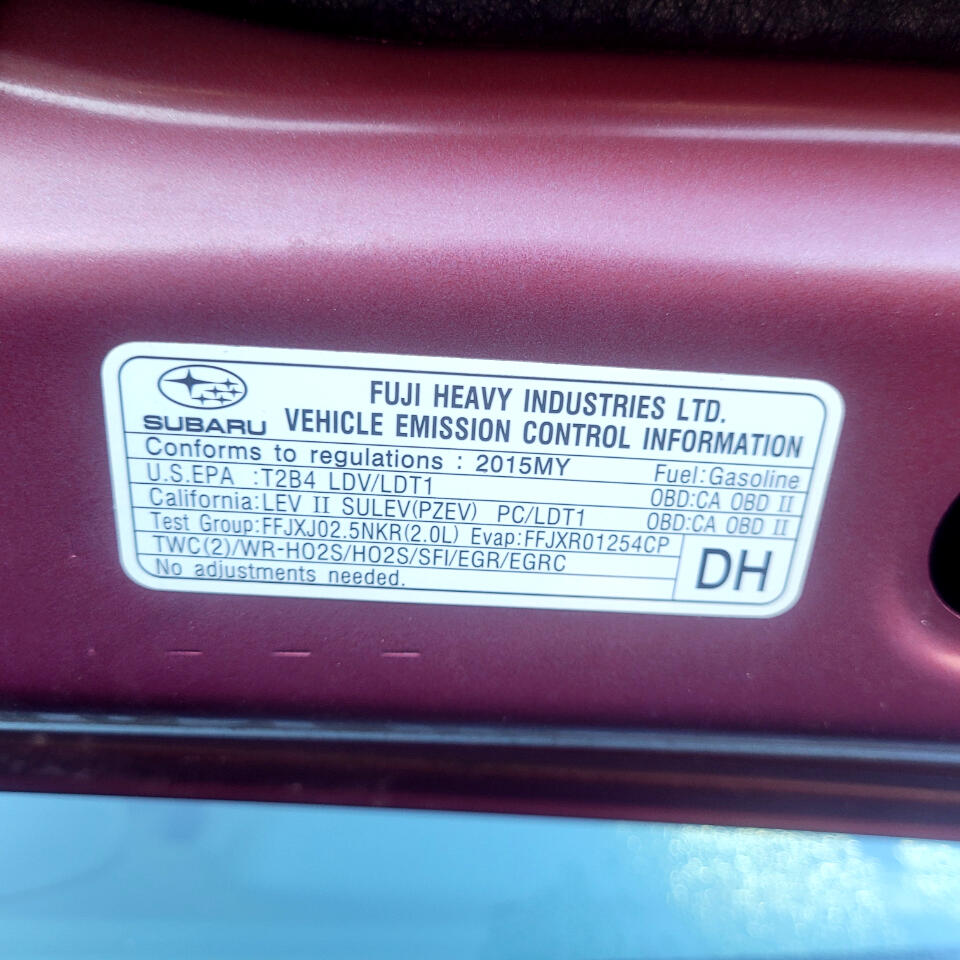 FUJI HEAVY INDUSTRIES LTD.
SUBARU VEHICLE EMISSION CONTROL INFORMATION
Conforms to regulations : 2015MY Fuel:Gasoline
U.S.EPA :T2B4 LDV/LDT1 OBD:CA OBD II
California:LEV II SULEV(PZEV) PC/LDT1 OBD:CA OBD II
Test Group:FFJXJ02.5NKR(2.0L) Evap:FFJXR01254CP
TWC(2)/WR-HO2S/HO2S/SFI/EGR/EGRC
No adjustments needed.
DH